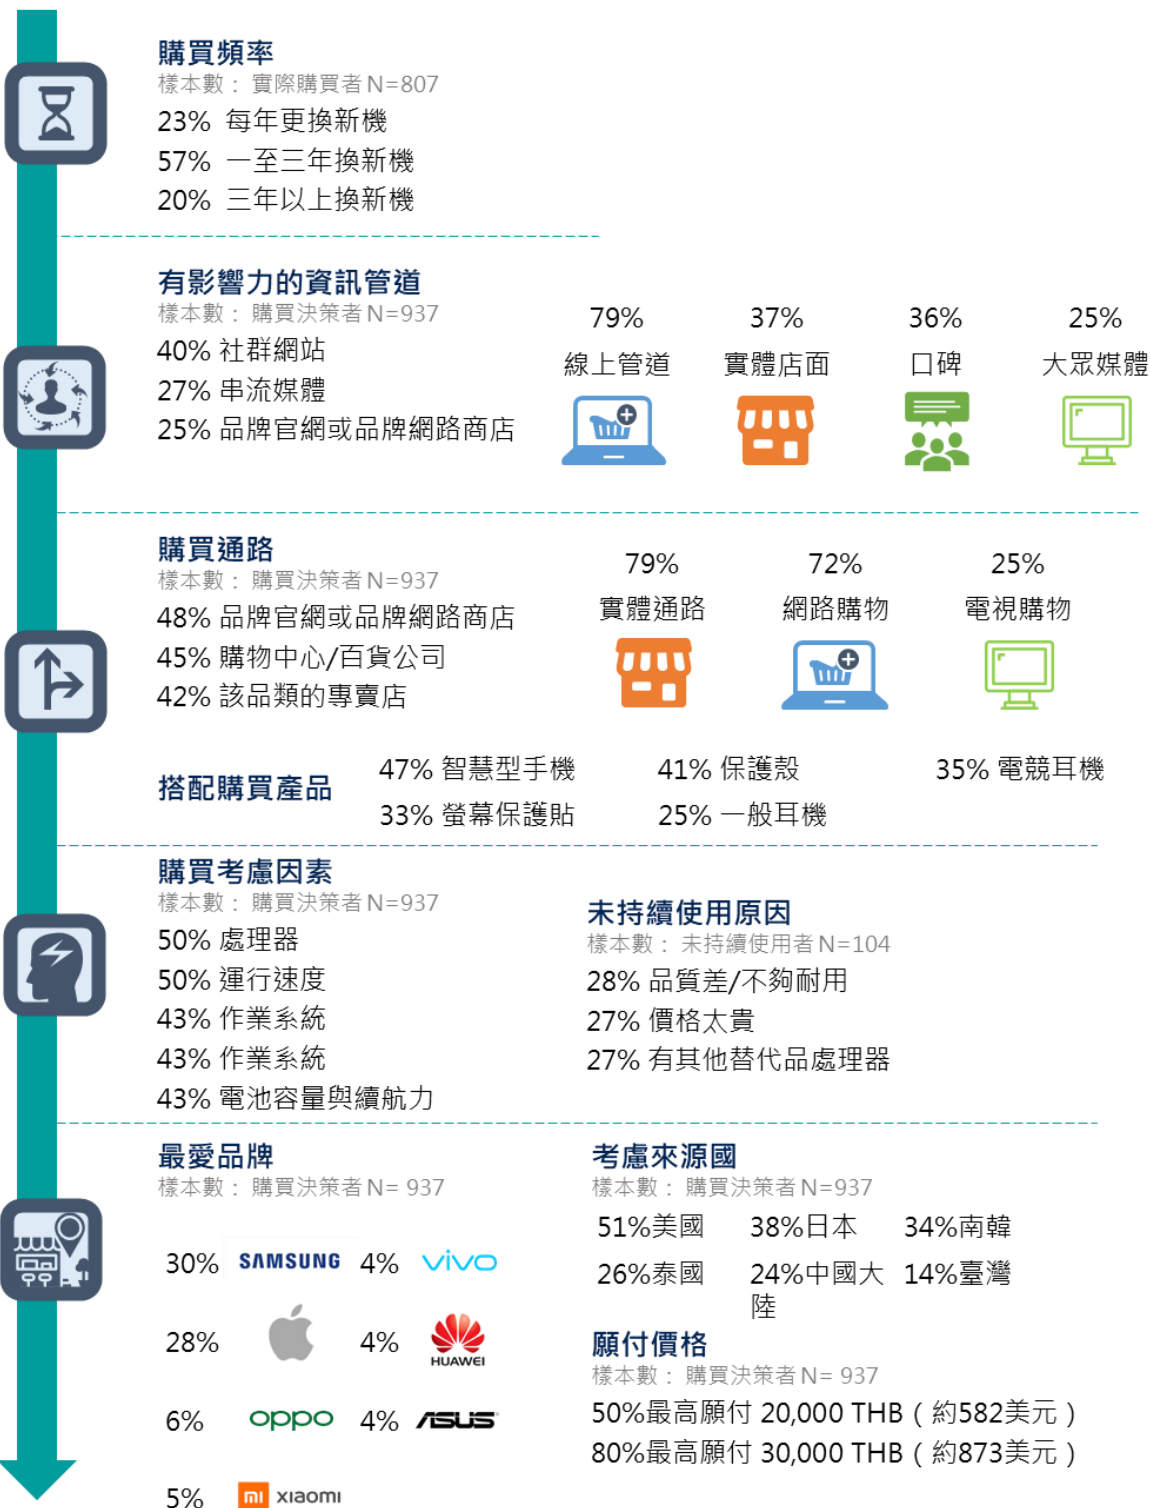 購買頻率
樣本數： 實際購買者 N=807
23% 每年更換新機
57% 一至三年換新機
20% 三年以上換新機
有影響力的資訊管道
樣本數： 購買決策者 N=937
40% 社群網站
27% 串流媒體
25% 品牌官網或品牌網路商店
79% 37% 36% 25%
線上管道 實體店面 口碑 大眾媒體
購買通路
樣本數： 購買決策者 N=937
48% 品牌官網或品牌網路商店
45% 購物中心/百貨公司
42% 該品類的專賣店
79% 72% 25%
實體通路 網路購物 電視購物
搭配購買產品
47% 智慧型手機 41% 保護殼 35% 電競耳機
33% 螢幕保護貼 25% 一般耳機
購買考慮因素
樣本數： 購買決策者 N=937
50% 處理器
50% 運行速度
43% 作業系統
43% 作業系統
43% 電池容量與續航力
未持續使用原因
樣本數： 未持續使用者 N=104
28% 品質差/不夠耐用
27% 價格太貴
27% 有其他替代品處理器
最愛品牌
樣本數： 購買決策者 N= 937
30% SAMSUNG 4% vivo
28% 4% HUAWEI
6% oppo 4% ASUS
5% mi xiaomi
考慮來源國
樣本數： 購買決策者 N=937
51%美國 38%日本 34%南韓
26%泰國 24%中國大陸 14%臺灣
願付價格
樣本數： 購買決策者 N= 937
50%最高願付 20,000 THB（約582美元）
80%最高願付 30,000 THB（約873美元）